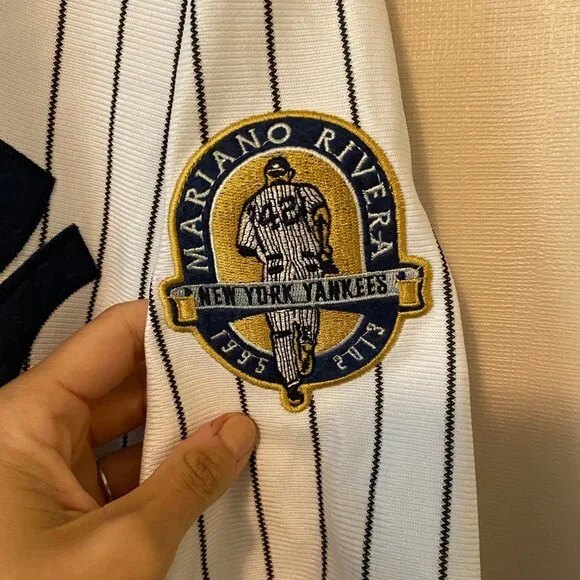 MARIANO RIVERA
42
NEW YORK YANKEES
1995 2013